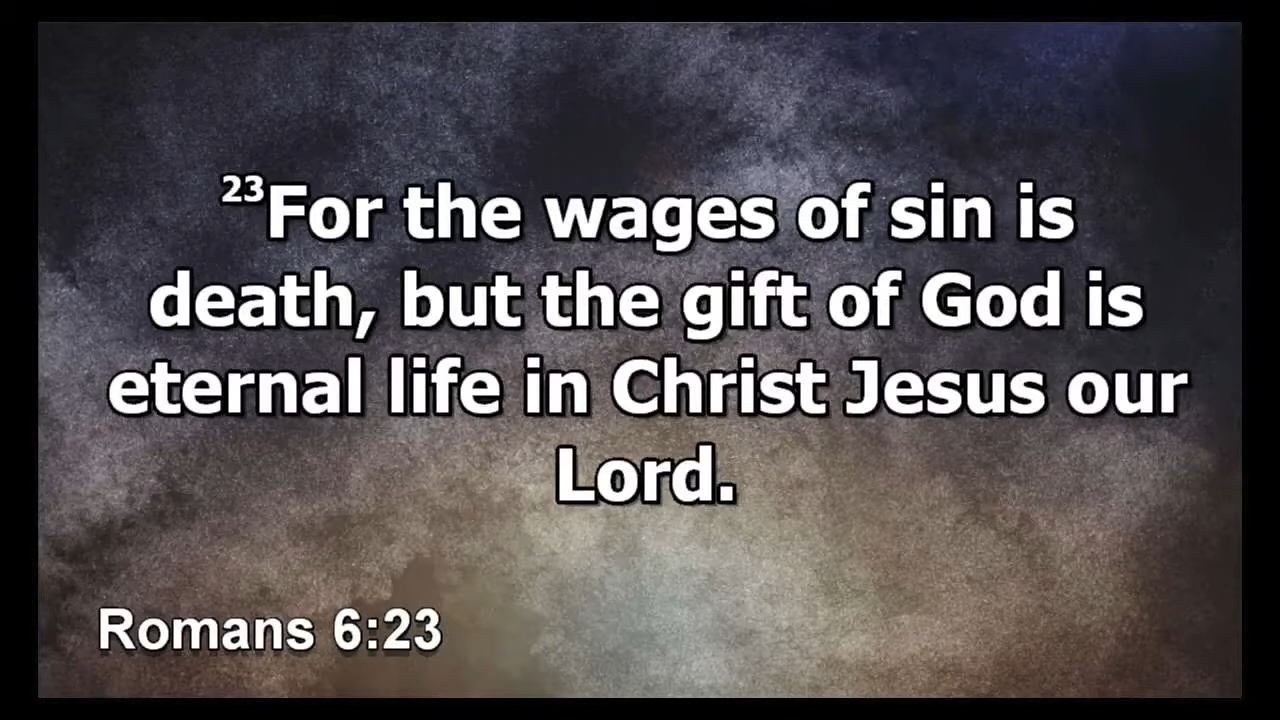 23For the wages of sin is
death, but the gift of God is
eternal life in Christ Jesus our
Lord.
Romans 6:23